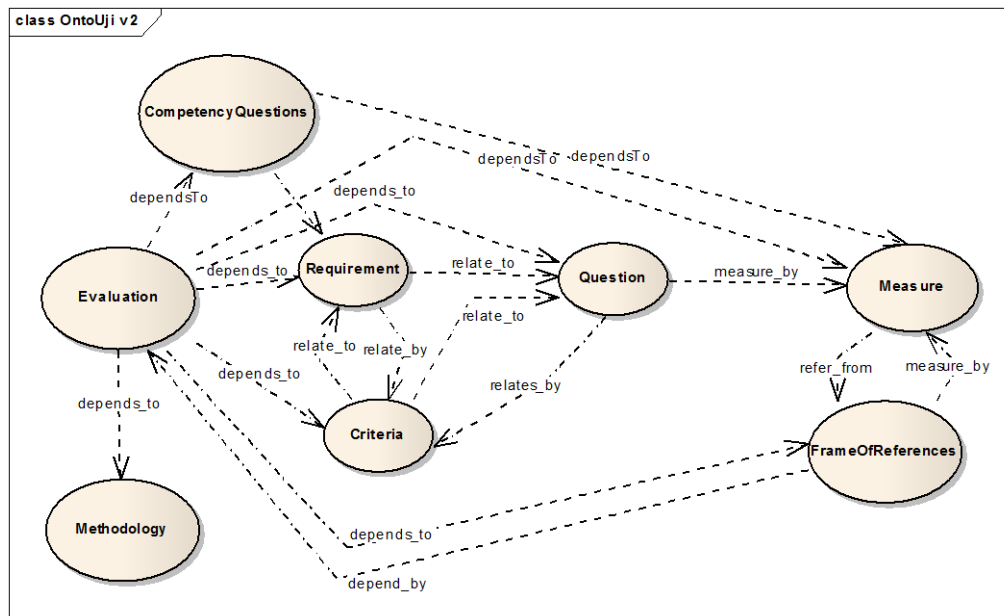 class OntoUji v2
CompetencyQuestions
dependsTo
dependsTo
dependsTo
depends_to
Requirement
depends_to
relate_to
Question
Evaluation
measure_by
Measure
relate_to
relate_to
relate_by
depends_to
refer_from
measure_by
relates_by
depends_to
Criteria
FrameOfReferences
Methodology
depends_to
depend_by